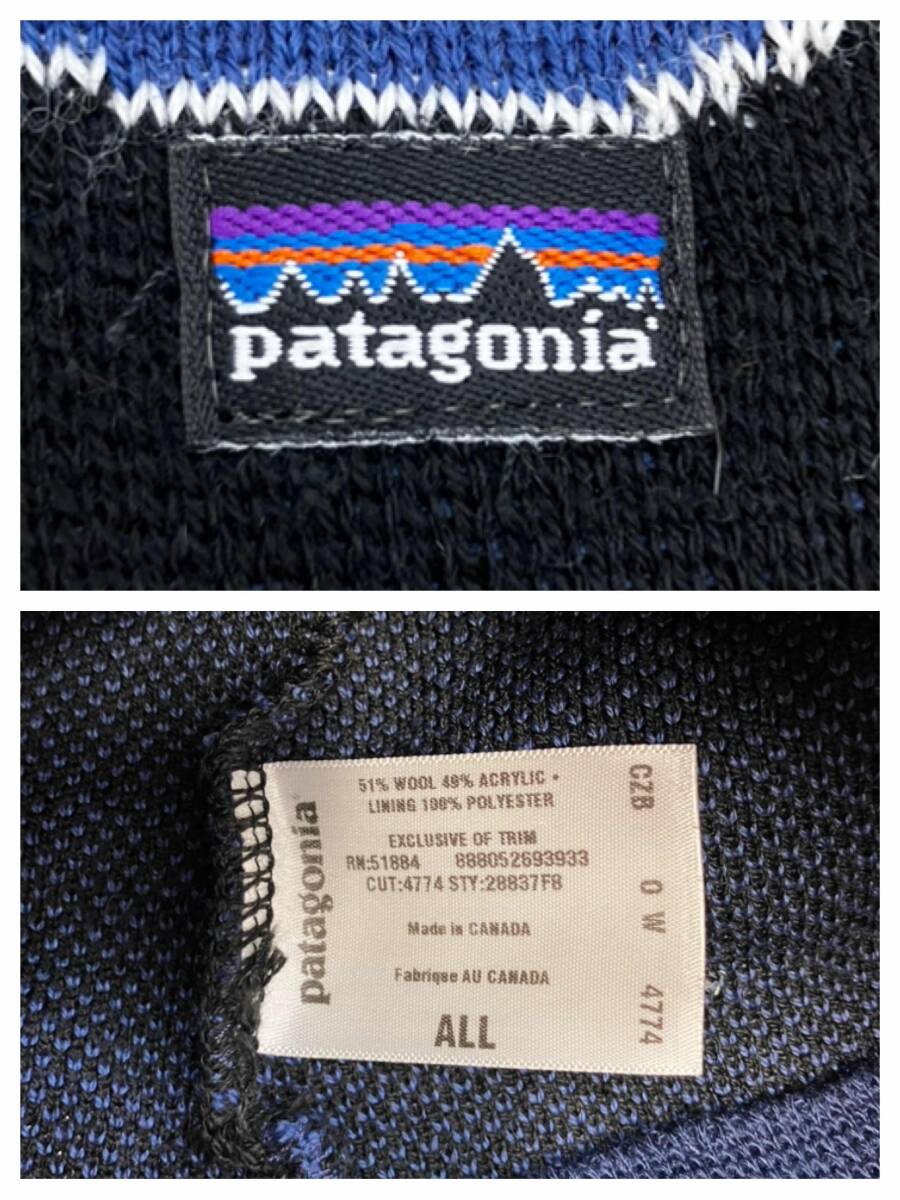 patagonia
patagonia
51% WOOL 49% ACRYLIC •
LINING 100% POLYESTER
EXCLUSIVE OF TRIM
RN:51884 888052693933
CUT:4774 STY:28837F8
Made in CANADA
Fabrique AU CANADA
ALL
CZB O W 4774